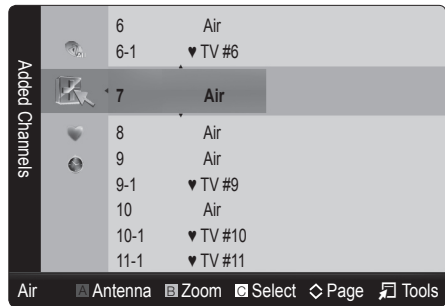 Added Channels
6 Air
6-1 ♥ TV #6
7 Air
8 Air
9 Air
9-1 ♥ TV #9
10 Air
10-1 ♥ TV #10
11-1 ♥ TV #11
Air A Antenna B Zoom C Select Page Tools